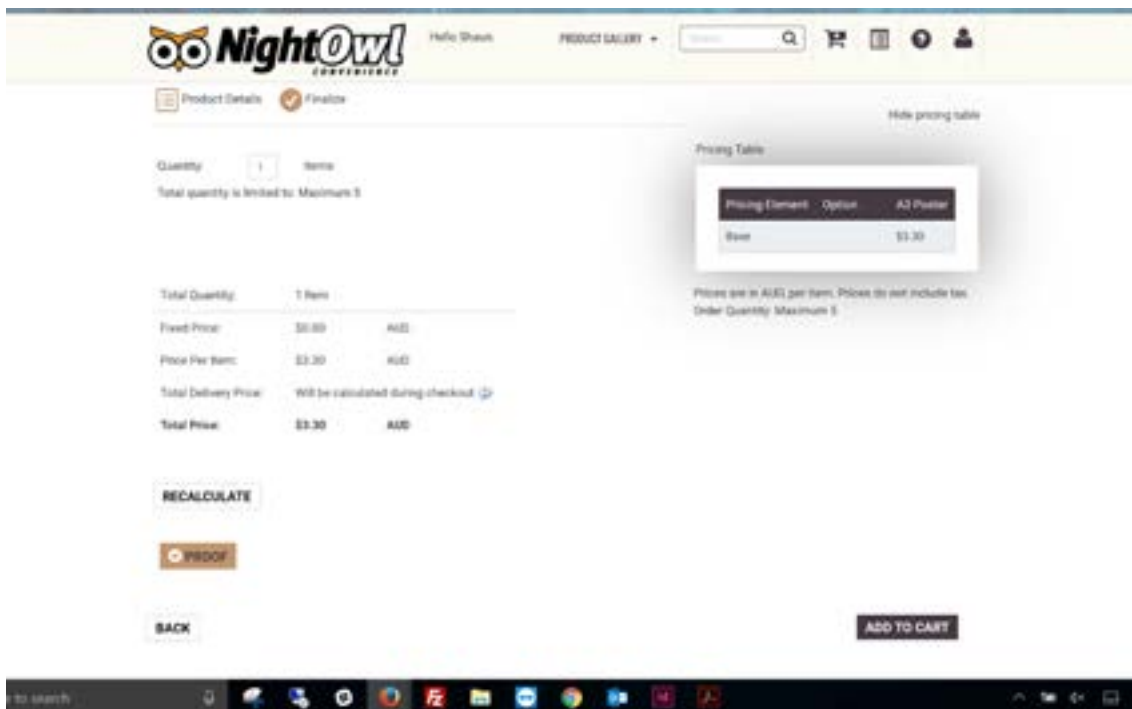 NightOwl
CONVENIENCE
Hello Shaun
PRODUCT GALLERY
Search
Product Details
Finalize
Hide pricing table
Pricing Table
Quantity: 1 Items
Total quantity is limited to: Maximum 5
Pricing Element Option A3 Poster
Base $3.30
Prices are in AUD, per item. Prices do not include tax.
Order Quantity: Maximum 5
Total Quantity: 1 Item
Fixed Price: $0.00 AUD
Price Per Item: $3.30 AUD
Total Delivery Price: Will be calculated during checkout
Total Price: $3.30 AUD
RECALCULATE
PROOF
BACK
ADD TO CART
to search